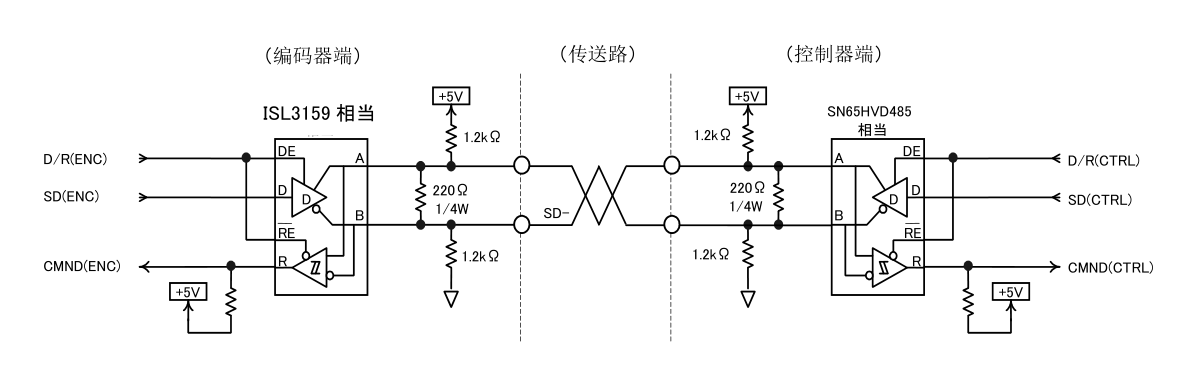 (编码器端)
(传送路)
(控制器端)
+5V
+5V
ISL3159 相当
SN65HVD485
相当
1.2kΩ
1.2kΩ
D/R(ENC)
DE
A
A
DE
D/R(CTRL)
SD(ENC)
D
D
220Ω
1/4W
220Ω
1/4W
D
D
SD(CTRL)
B
SD-
B
RE
RE
CMND(ENC)
R
1.2kΩ
1.2kΩ
R
CMND(CTRL)
+5V
+5V